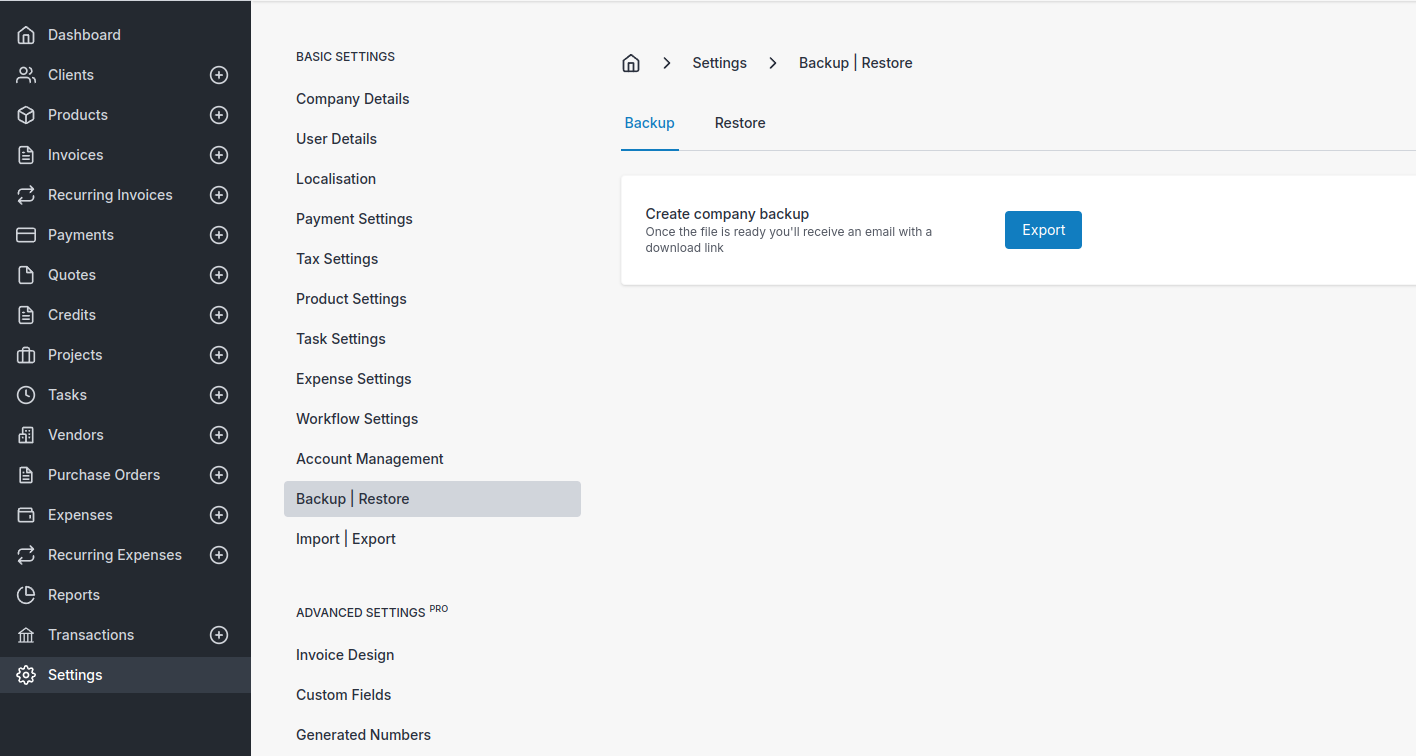 Dashboard
Clients
Products
Invoices
Recurring Invoices
Payments
Quotes
Credits
Projects
Tasks
Vendors
Purchase Orders
Expenses
Recurring Expenses
Reports
Transactions
Settings
BASIC SETTINGS
Company Details
User Details
Localisation
Payment Settings
Tax Settings
Product Settings
Task Settings
Expense Settings
Workflow Settings
Account Management
Backup | Restore
Import | Export
ADVANCED SETTINGS PRO
Invoice Design
Custom Fields
Generated Numbers
Settings
Backup | Restore
Backup
Restore
Create company backup
Once the file is ready you'll receive an email with a
download link
Export